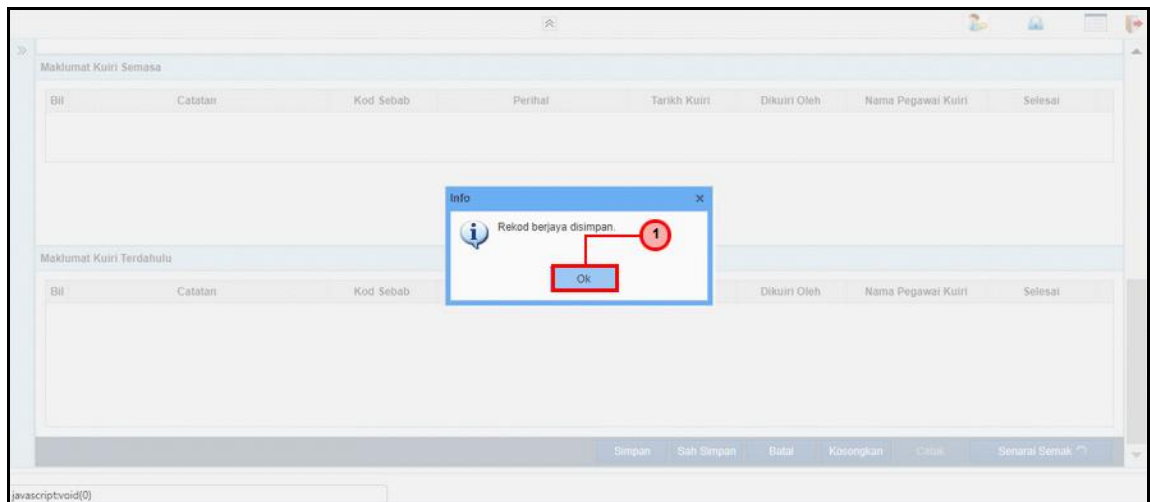 Maklumat Kuiri Semasa
Bil Catatan Kod Sebab Perihal Tarikh Kuiri Dikuiri Oleh Nama Pegawai Kuiri Selesai
Info
Rekod berjaya disimpan.
1
Ok
Maklumat Kuiri Terdahulu
Bil Catatan Kod Sebab Dikuiri Oleh Nama Pegawai Kuiri Selesai
Simpan Sah Simpan Batal Kosongkan Cetak Senarai Semak
javascript:void(0)